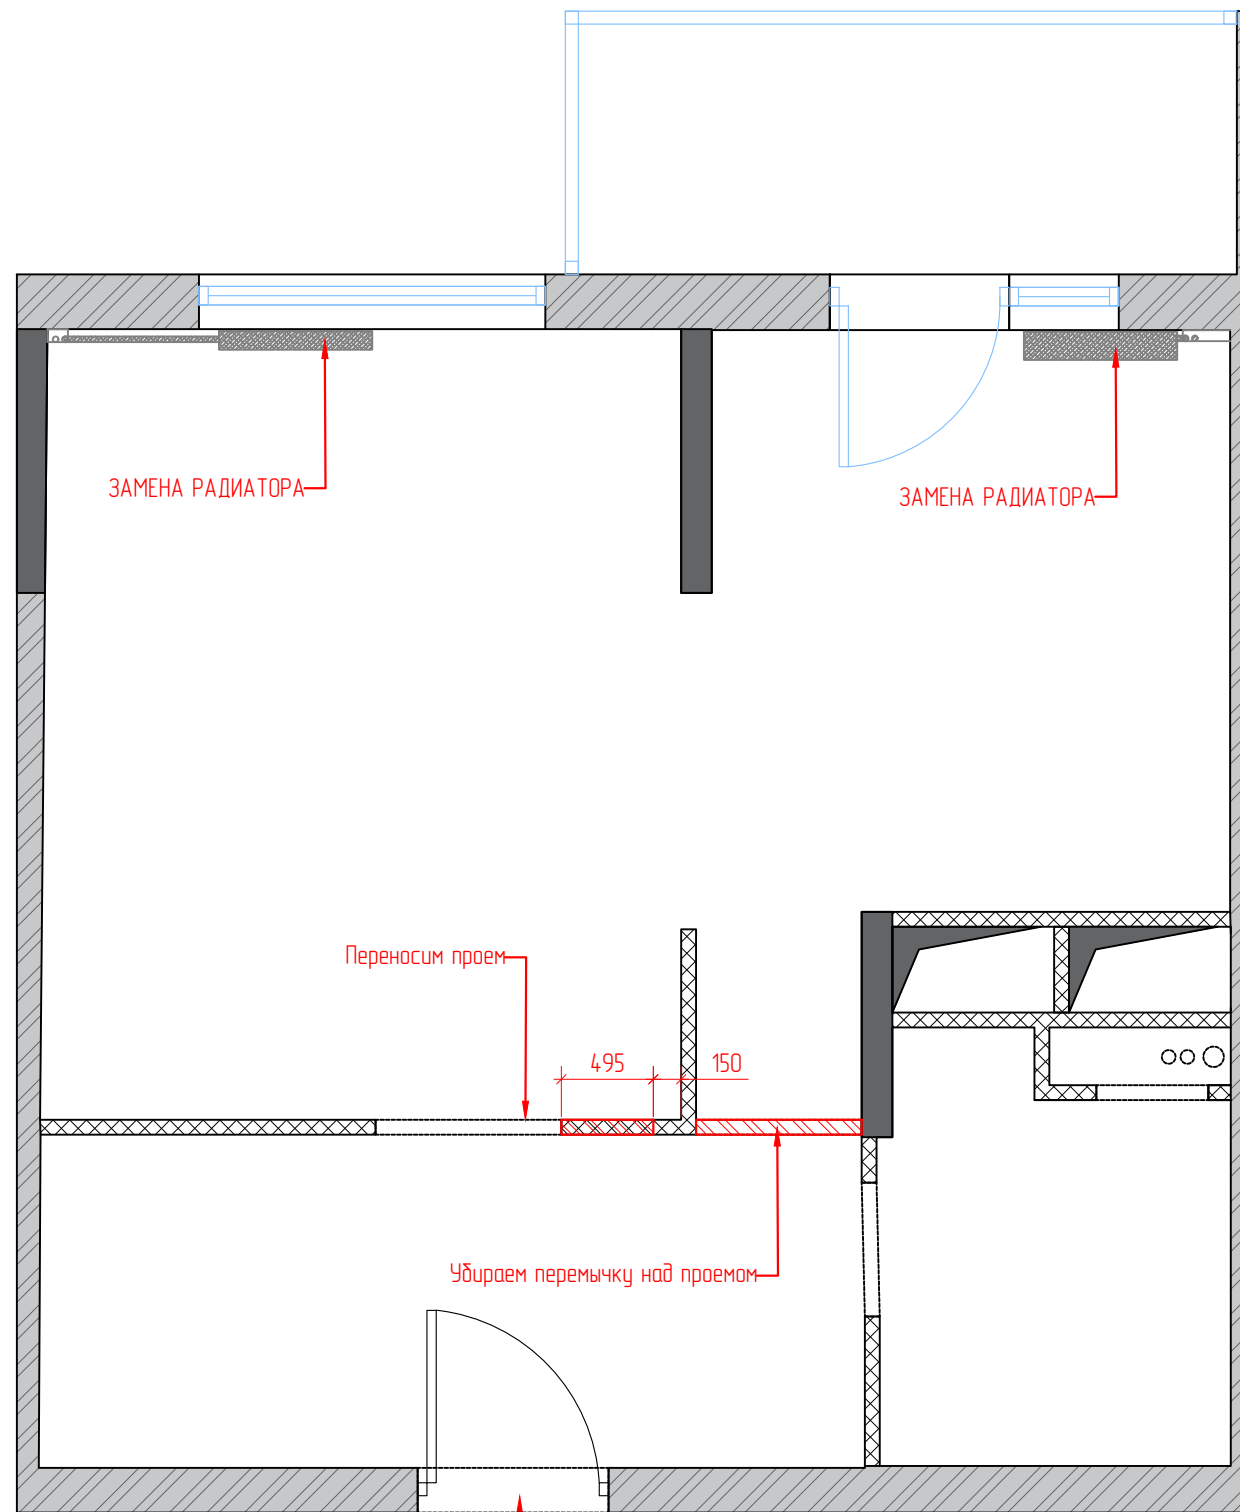 ЗАМЕНА РАДИАТОРА
ЗАМЕНА РАДИАТОРА
Переносим проем
495
150
Убираем перемычку над проемом